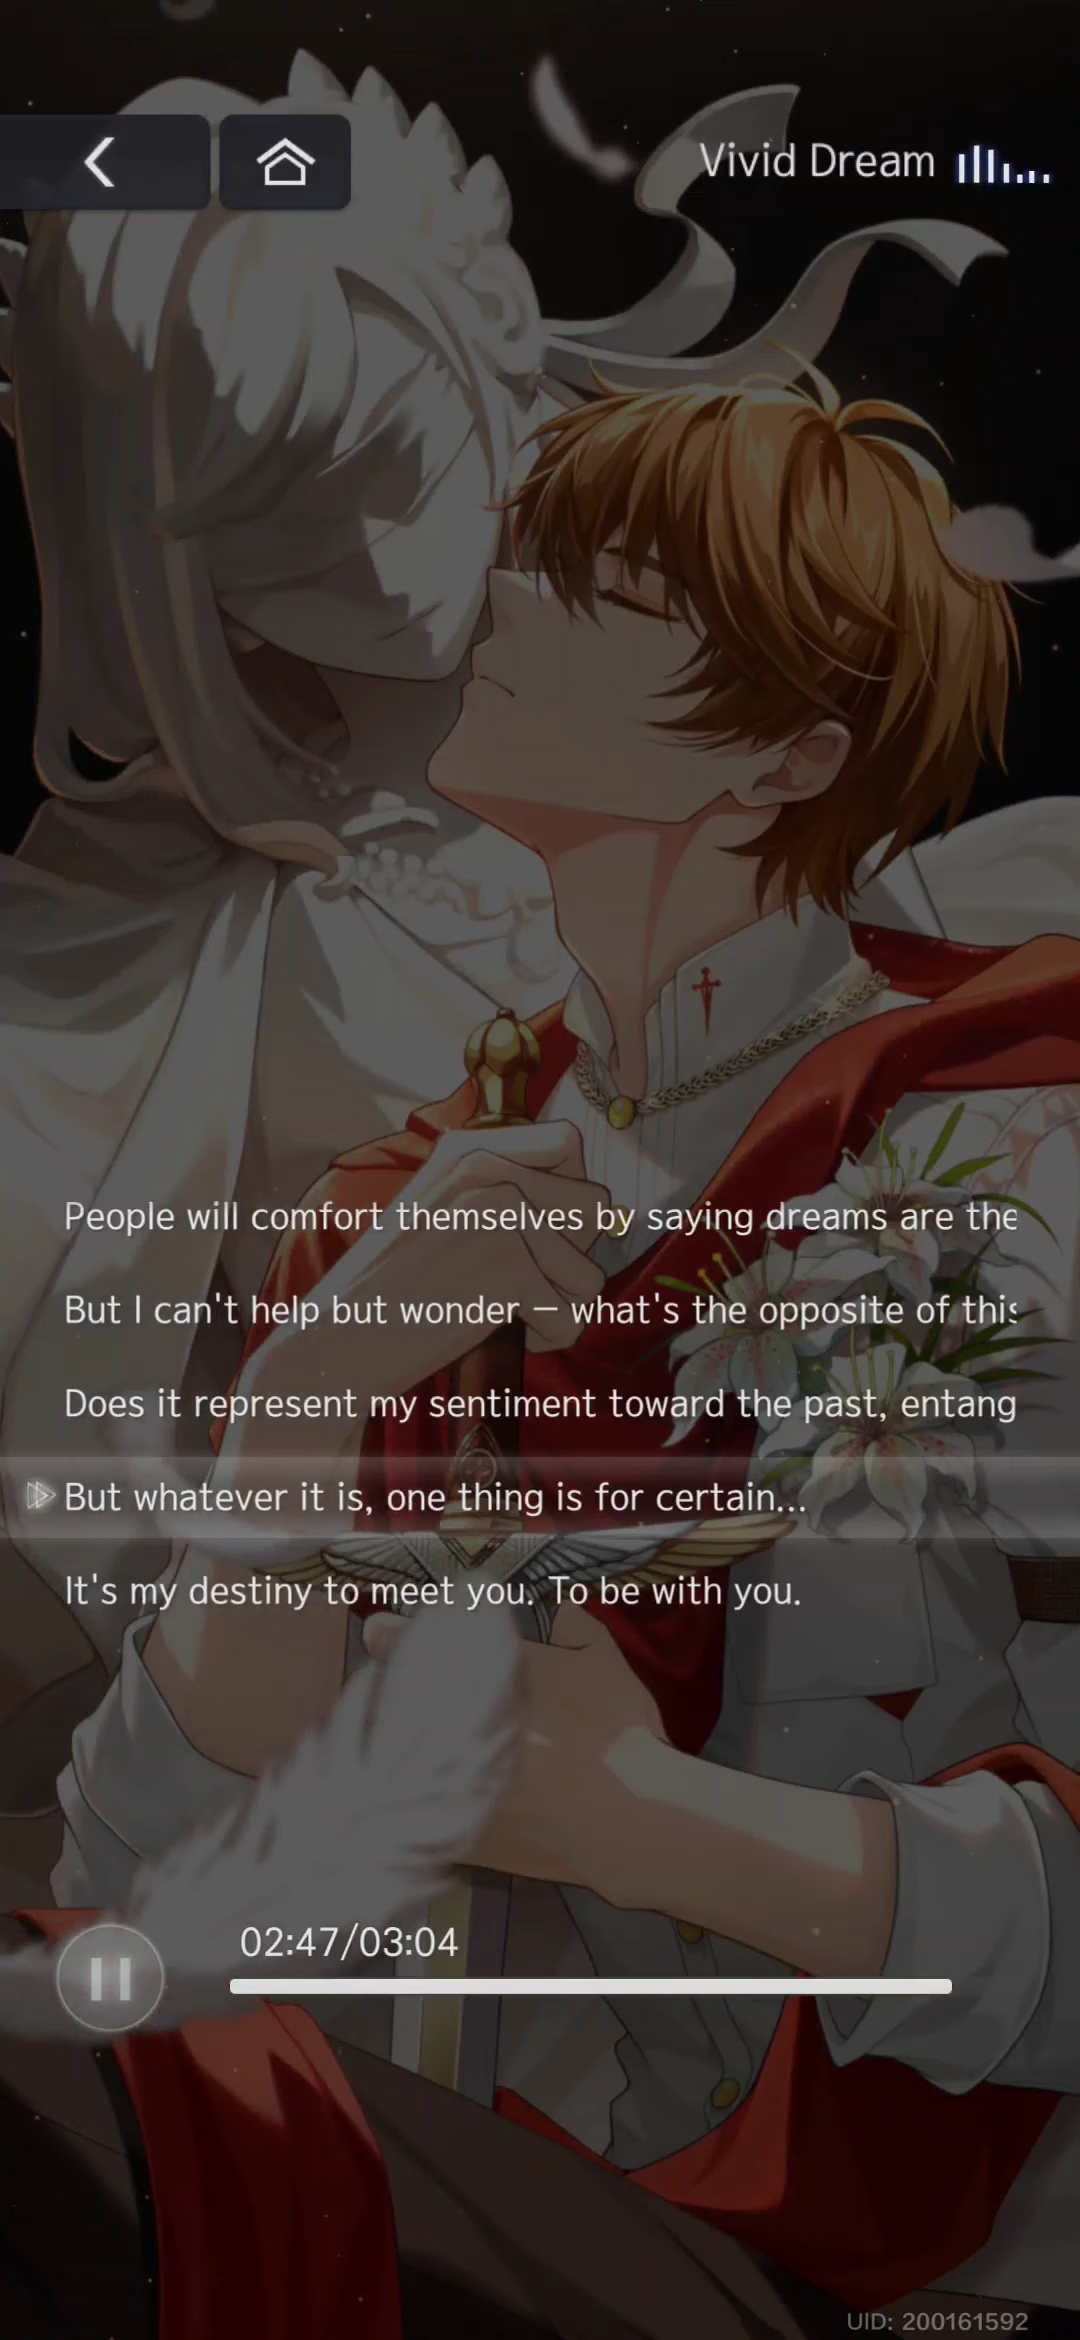 Vivid Dream
People will comfort themselves by saying dreams are the
But I can't help but wonder — what's the opposite of this
Does it represent my sentiment toward the past, entang
But whatever it is, one thing is for certain...
It's my destiny to meet you. To be with you.
02:47/03:04
UID: 200161592